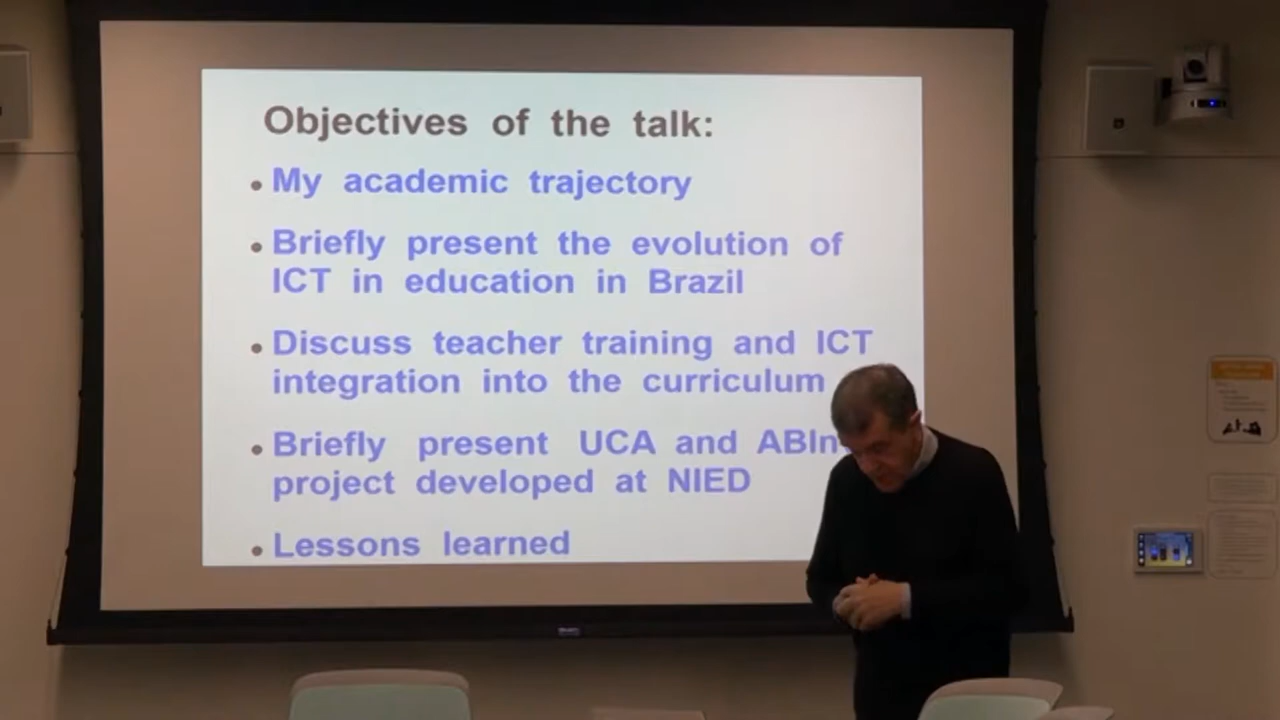 Objectives of the talk:
• My academic trajectory
• Briefly present the evolution of
ICT in education in Brazil
• Discuss teacher training and ICT
integration into the curriculum
• Briefly present UCA and
project developed at NIED
• Lessons learned